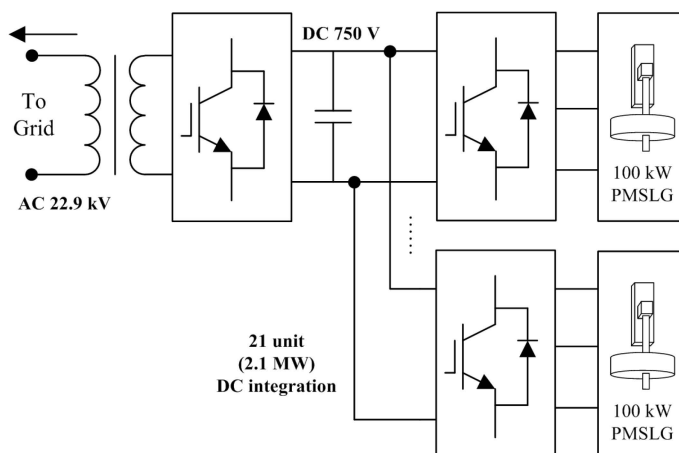 DC 750 V
To
Grid
AC 22.9 kV
100 kW
PMSLG
21 unit
(2.1 MW)
DC integration
100 kW
PMSLG